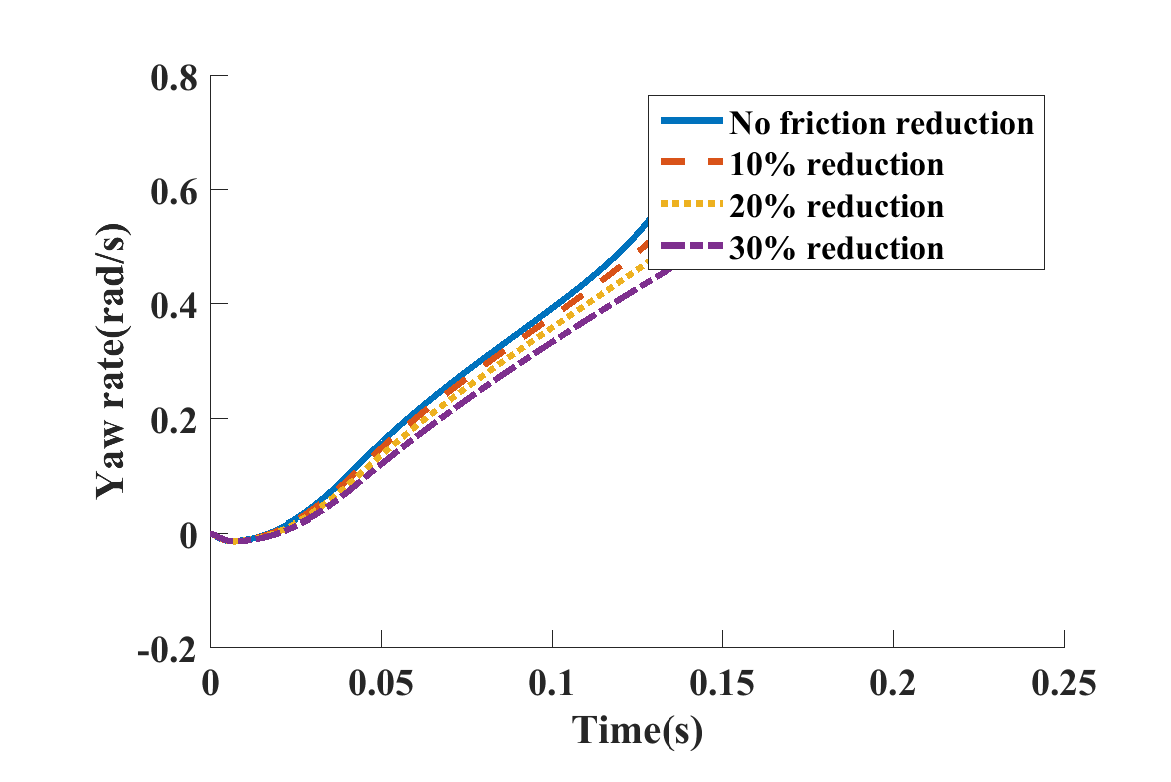 0.8
0.6
0.4
0.2
0
-0.2
Yaw rate(rad/s)
No friction reduction
10% reduction
20% reduction
30% reduction
0 0.05 0.1 0.15 0.2 0.25
Time(s)